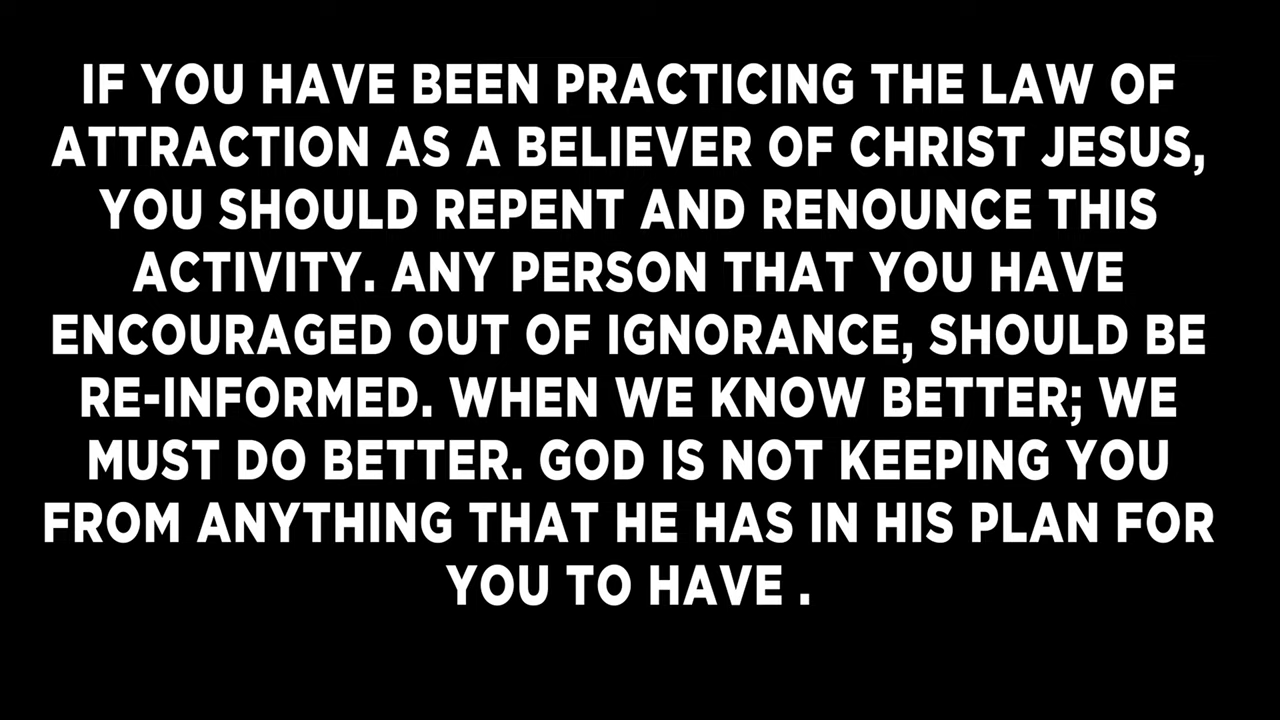 IF YOU HAVE BEEN PRACTICING THE LAW OF
ATTRACTION AS A BELIEVER OF CHRIST JESUS,
YOU SHOULD REPENT AND RENOUNCE THIS
ACTIVITY. ANY PERSON THAT YOU HAVE
ENCOURAGED OUT OF IGNORANCE, SHOULD BE
RE-INFORMED. WHEN WE KNOW BETTER; WE
MUST DO BETTER. GOD IS NOT KEEPING YOU
FROM ANYTHING THAT HE HAS IN HIS PLAN FOR
YOU TO HAVE .